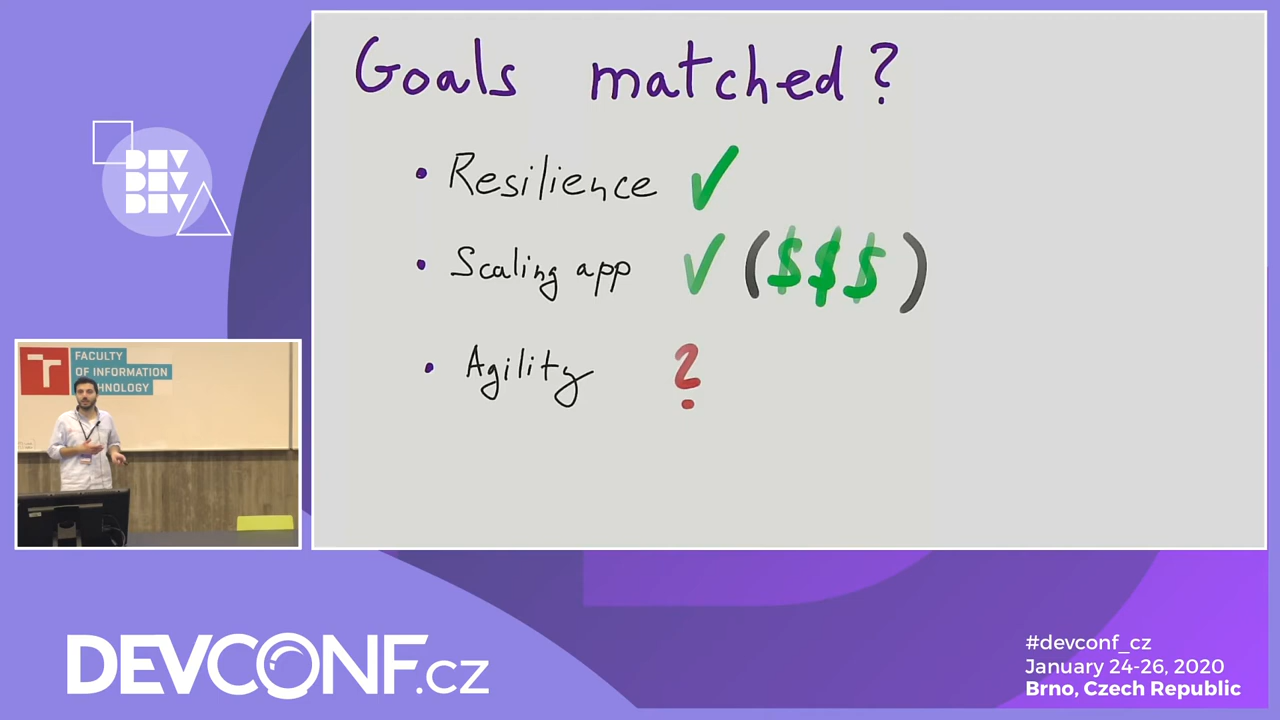 Goals matched?
• Resilience ✓
• Scaling app ✓ ($$$)
• Agility ?
DEV
DEV
DEV
FACULTY
OF INFORMATION
TECHNOLOGY
DEVCONF.cz
#devconf_cz
January 24-26, 2020
Brno, Czech Republic